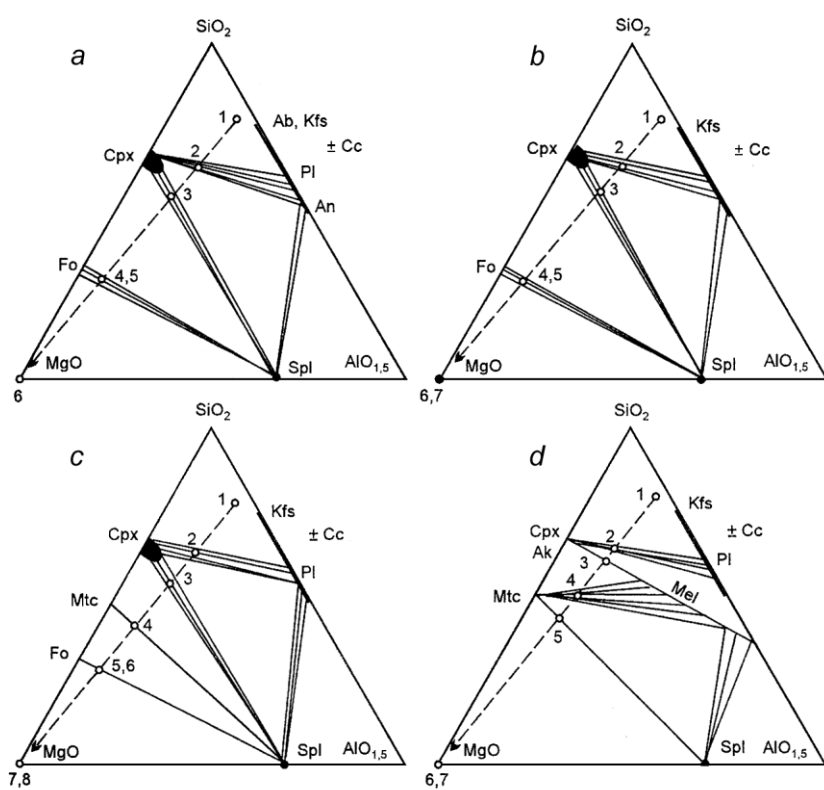 SiO2
a
1
Ab, Kfs
± Cc
Cpx
2
Pl
3
An
Fo
4,5
MgO
Spl
AlO1,5
6
SiO2
b
1
Kfs
± Cc
Cpx
2
3
Fo
4,5
MgO
Spl
AlO1,5
6,7
SiO2
c
1
Kfs
± Cc
Cpx
2
Pl
3
Mtc
4
Fo
5,6
MgO
Spl
AlO1,5
7,8
SiO2
d
1
Kfs
± Cc
Cpx
2
Ak
3
Pl
4
Mel
Mtc
5
MgO
Spl
AlO1,5
6,7